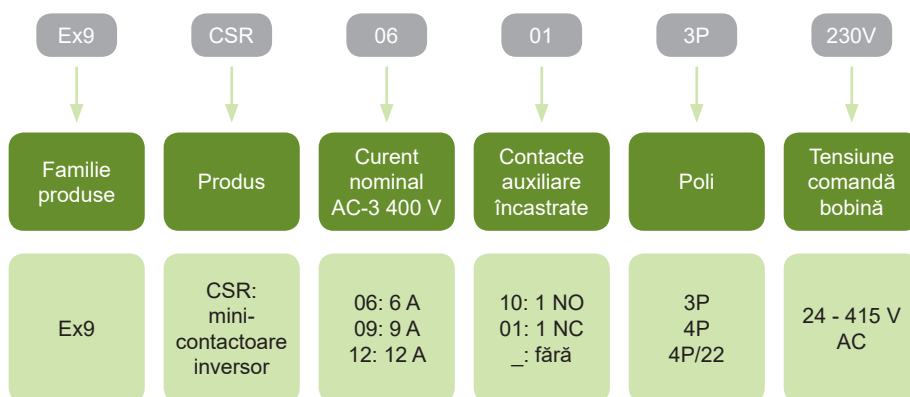 Ex9
CSR
06
01
3P
230V
Familie
produse
Produs
Curent
nominal
AC-3 400 V
Contacte
auxiliare
încastrate
Poli
Tensiune
comandă
bobină
Ex9
CSR:
mini-
contactoare
inversor
06: 6 A
09: 9 A
12: 12 A
10: 1 NO
01: 1 NC
_: fără
3P
4P
4P/22
24 - 415 V
AC